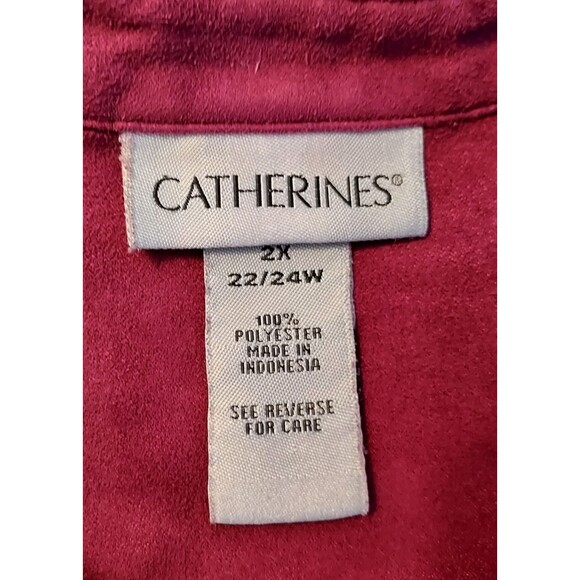 CATHERINES®
2X
22/24W
100%
POLYESTER
MADE IN
INDONESIA
SEE REVERSE
FOR CARE